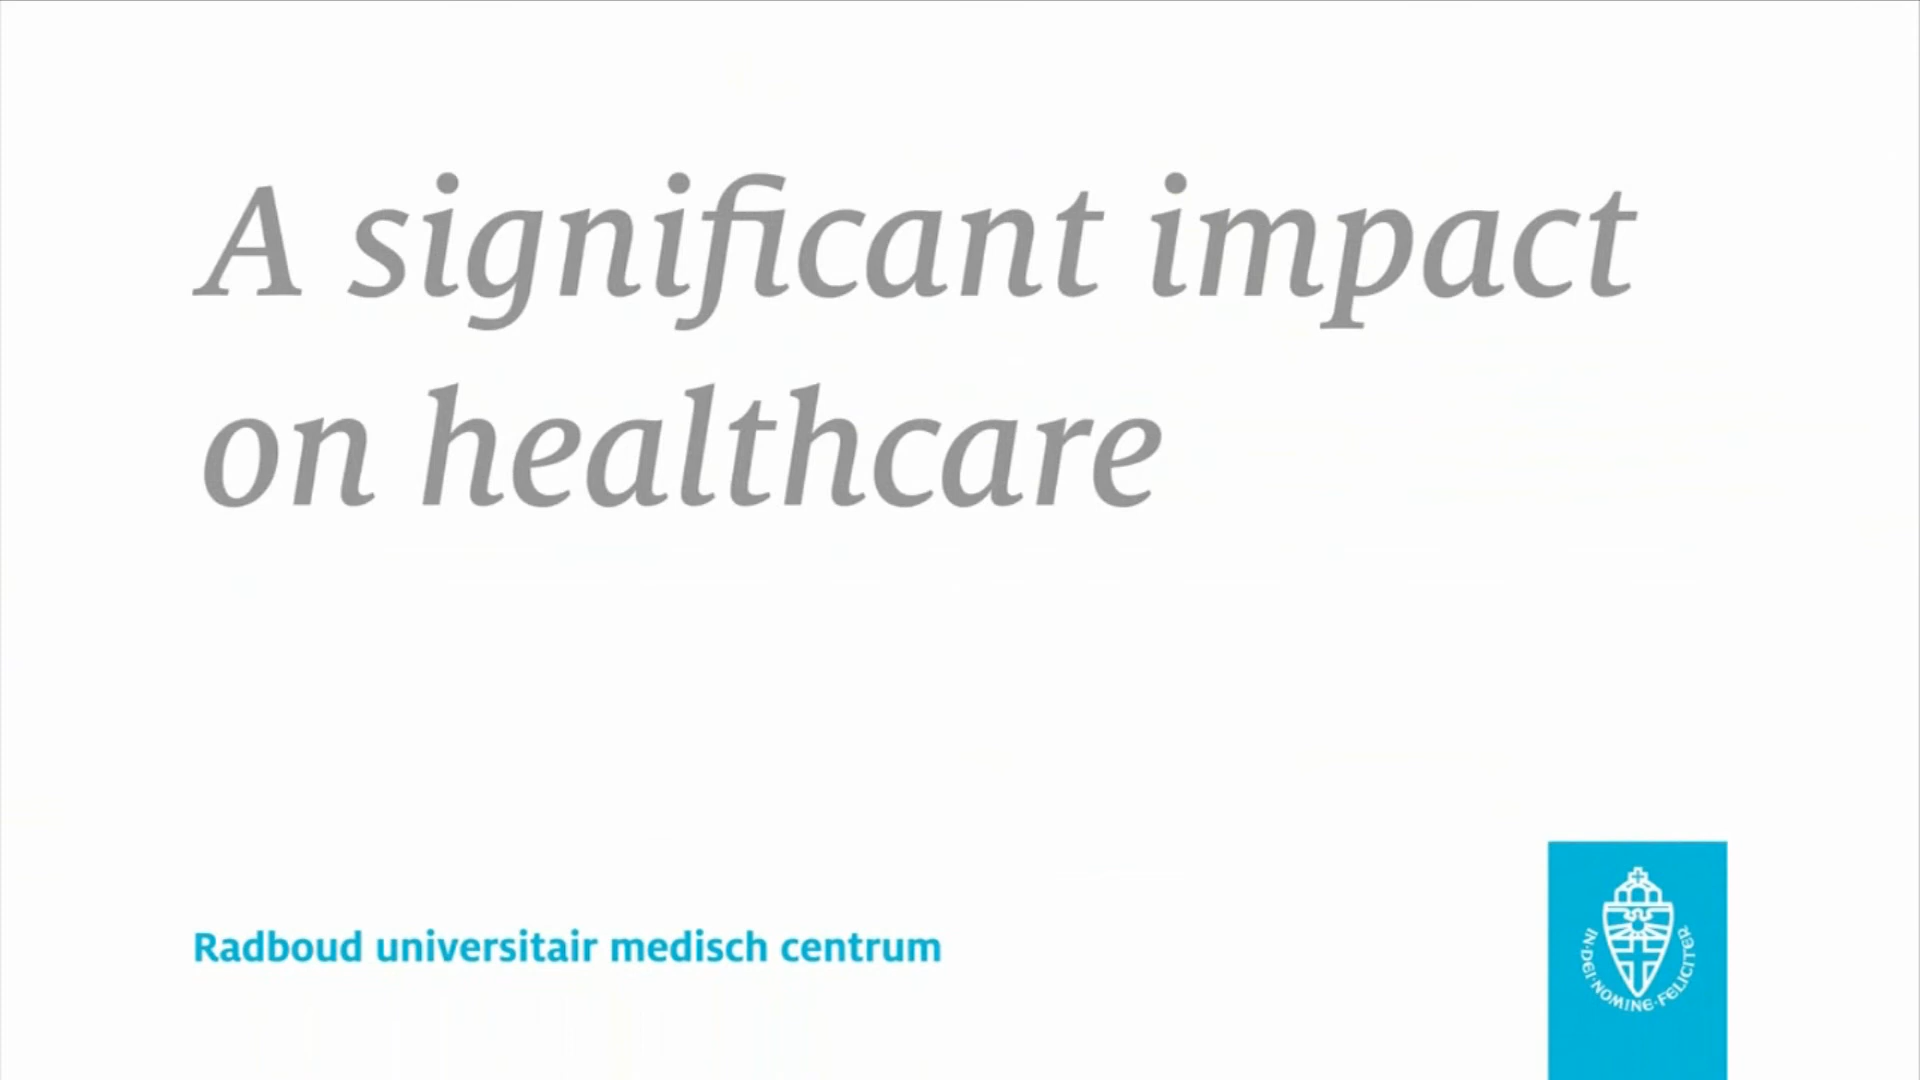 A significant impact
on healthcare
Radboud universitair medisch centrum
IN·DEI·NOMINE·FELICITER